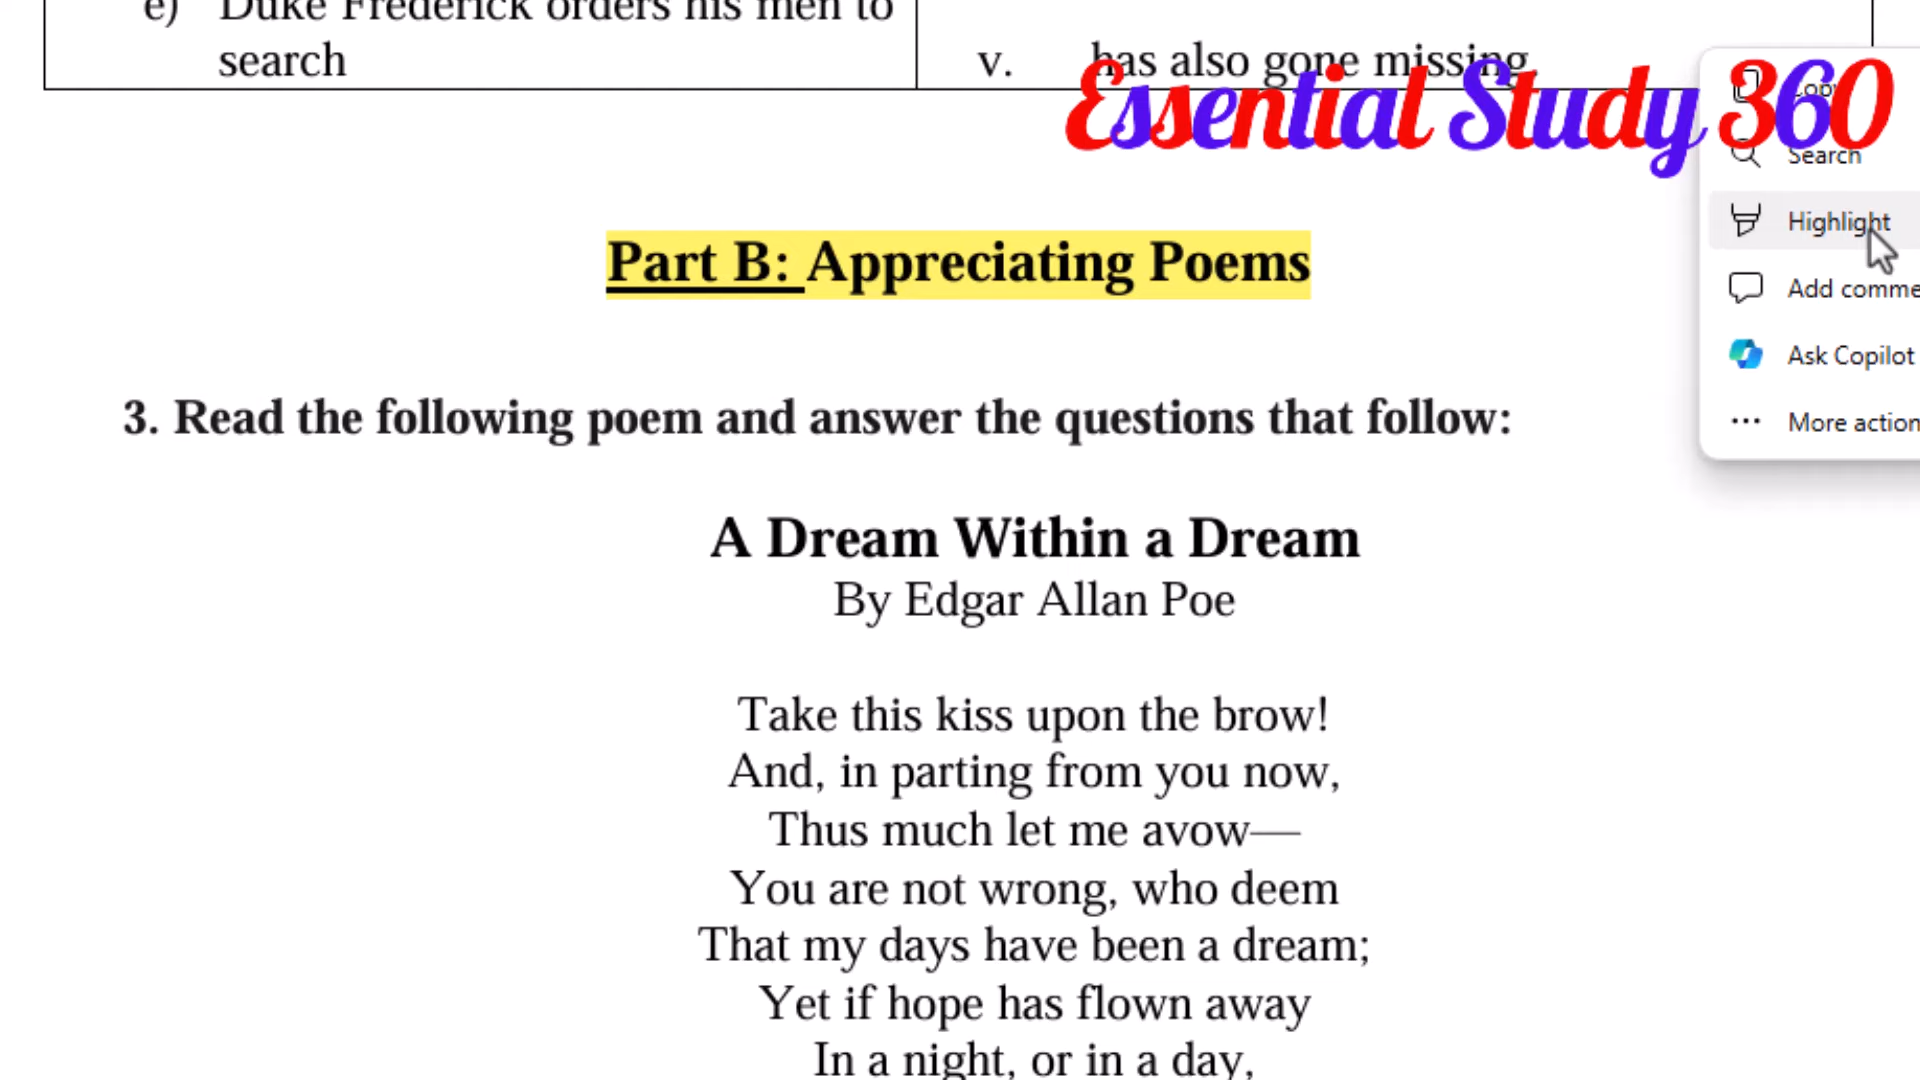 e) Duke Frederick orders his men to
search
v. has also gone missing
Essential Study 360
Copy
Search
Highlight
Add comme
Ask Copilot
More action
Part B: Appreciating Poems
3. Read the following poem and answer the questions that follow:
A Dream Within a Dream
By Edgar Allan Poe
Take this kiss upon the brow!
And, in parting from you now,
Thus much let me avow—
You are not wrong, who deem
That my days have been a dream;
Yet if hope has flown away
In a night, or in a day,